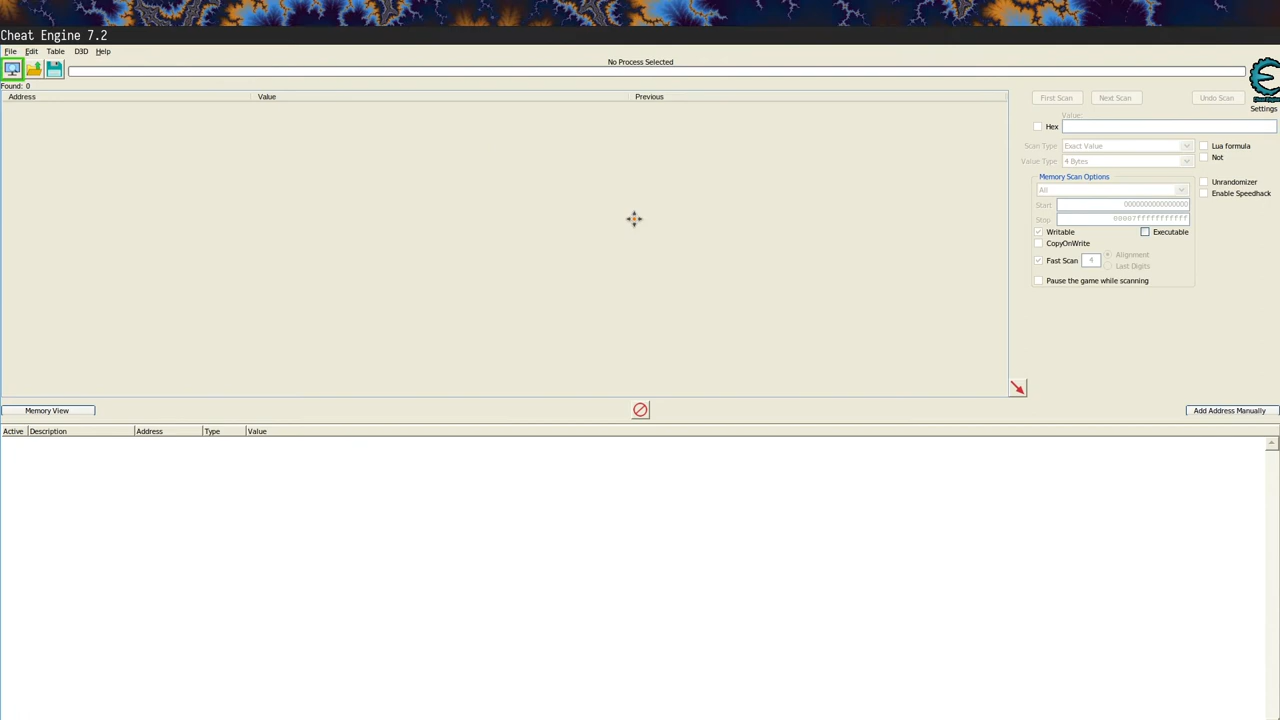 Cheat Engine 7.2
File Edit Table D3D Help
No Process Selected
Found: 0
Address Value Previous
First Scan Next Scan Undo Scan
Settings
Value:
Hex
Scan Type Exact Value Lua formula
Value Type 4 Bytes Not
Memory Scan Options
All
Unrandomizer
Enable Speedhack
Start 0000000000000000
Stop 00007fffffffffff
Writable Executable
CopyOnWrite
Fast Scan 4 Alignment
Last Digits
Pause the game while scanning
Memory View Add Address Manually
Active Description Address Type Value